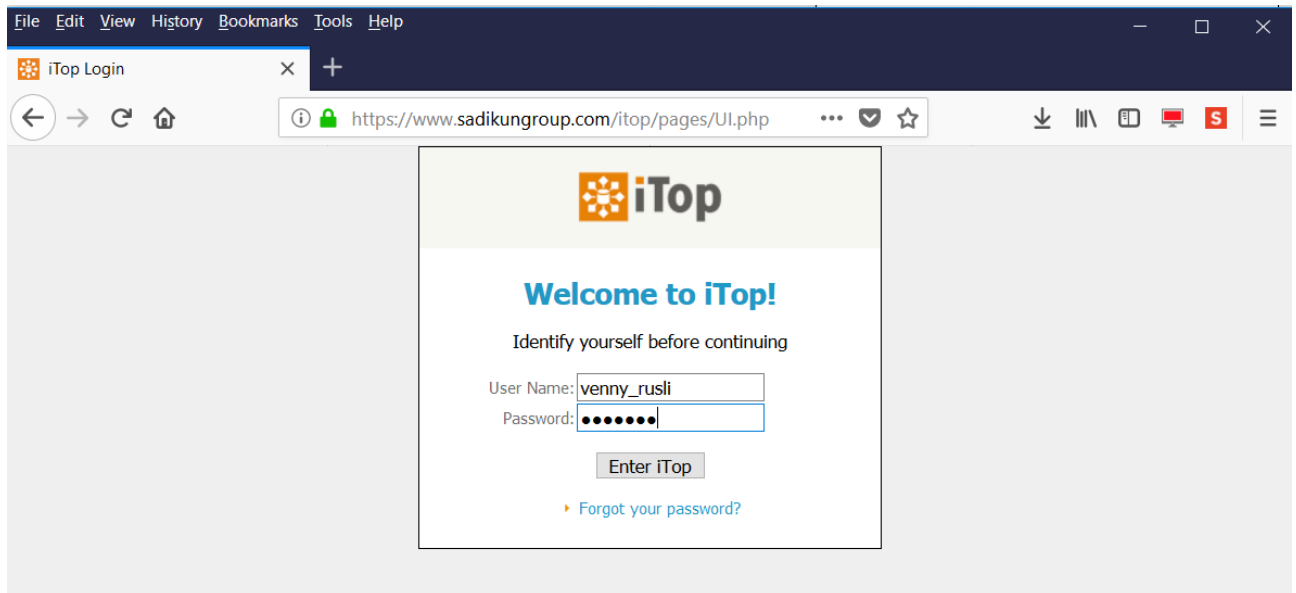 File Edit View History Bookmarks Tools Help
iTop Login
https://www.sadikungroup.com/itop/pages/UI.php
S
iTop
Welcome to iTop!
Identify yourself before continuing
User Name: venny_rusli
Password: ●●●●●●●
Enter iTop
Forgot your password?